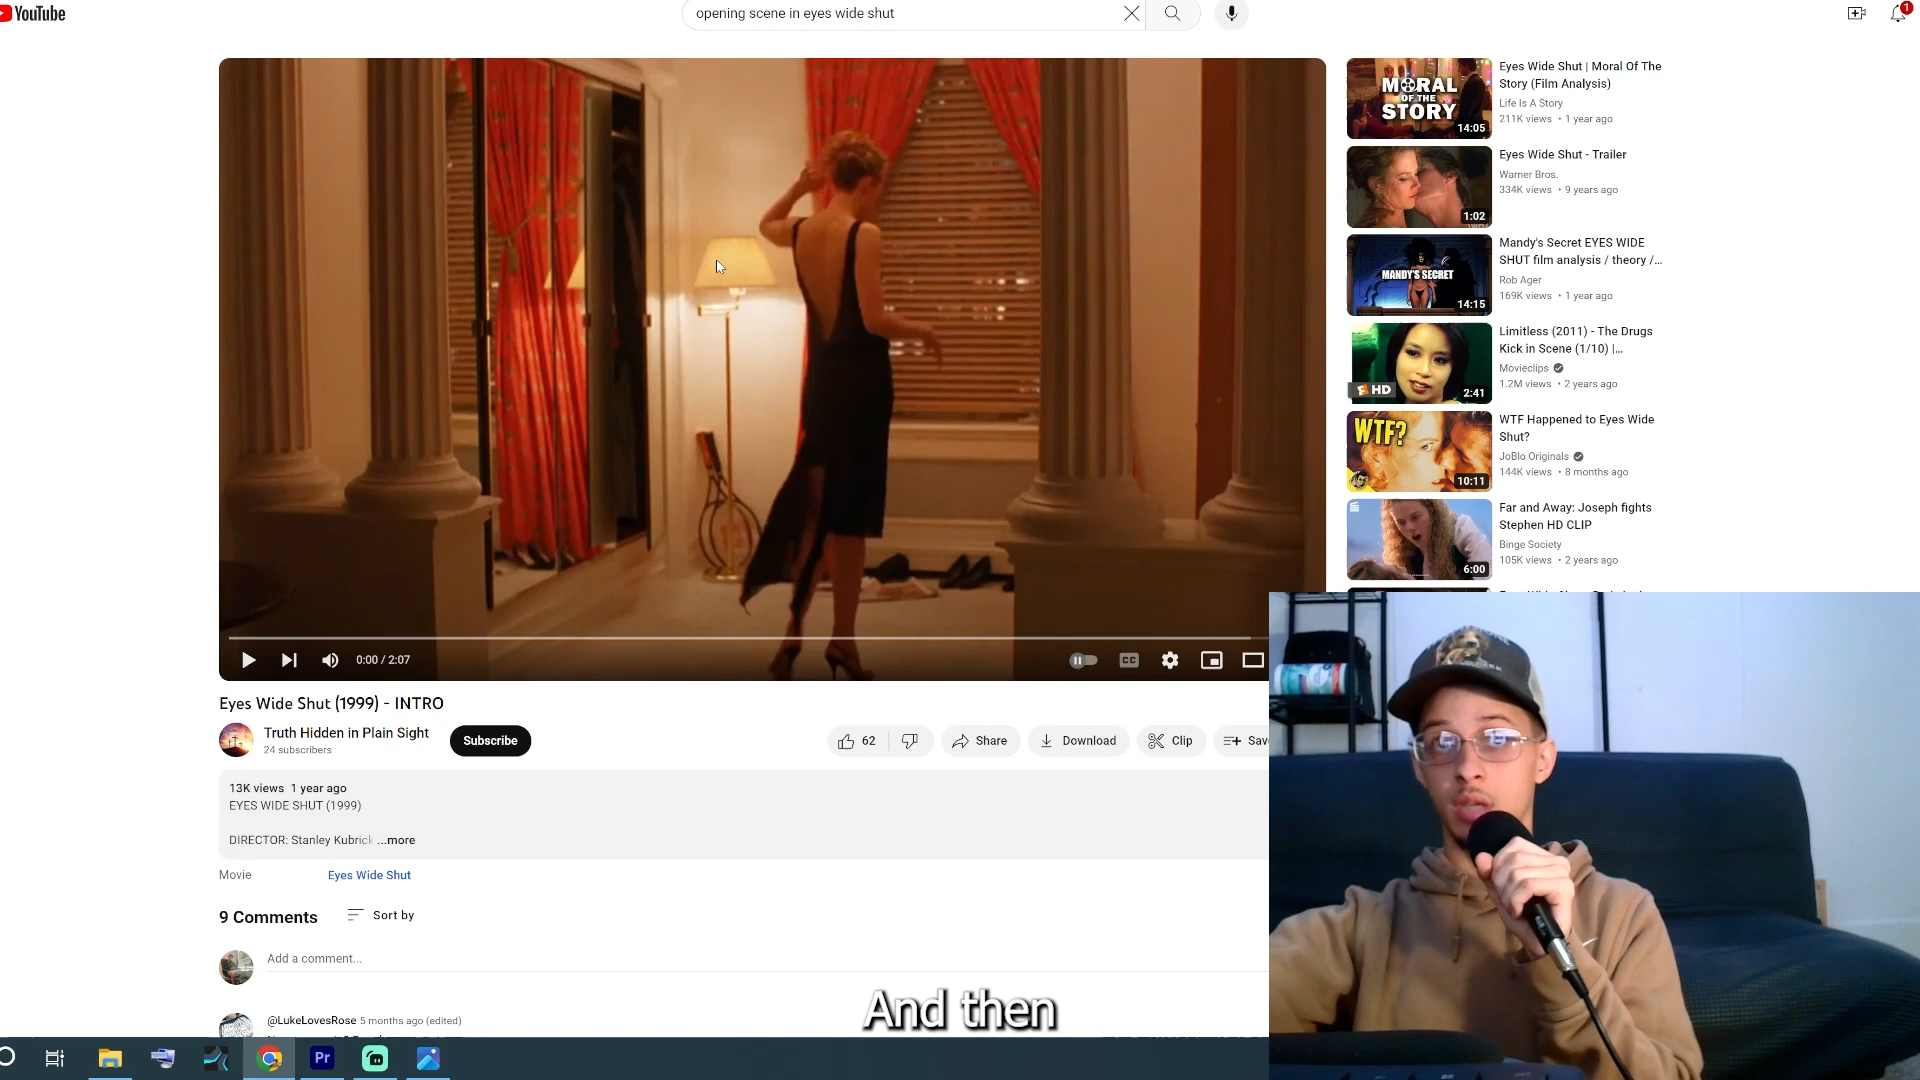 YouTube
opening scene in eyes wide shut
1
0:00 / 2:07
CC
Eyes Wide Shut (1999) - INTRO
Truth Hidden in Plain Sight
24 subscribers
Subscribe
62
Share
Download
Clip
Save
13K views 1 year ago
EYES WIDE SHUT (1999)
DIRECTOR: Stanley Kubrick ...more
Movie
Eyes Wide Shut
9 Comments
Sort by
Add a comment...
@LukeLovesRose 5 months ago (edited)
And then
Pr
MORAL
OF THE
STORY
14:05
Eyes Wide Shut | Moral Of The
Story (Film Analysis)
Life Is A Story
211K views • 1 year ago
1:02
Eyes Wide Shut - Trailer
Warner Bros.
334K views • 9 years ago
MANDY'S SECRET
14:15
Mandy's Secret EYES WIDE
SHUT film analysis / theory /...
Rob Ager
169K views • 1 year ago
HD
2:41
Limitless (2011) - The Drugs
Kick in Scene (1/10) |...
Movieclips
1.2M views • 2 years ago
WTF?
10:11
WTF Happened to Eyes Wide
Shut?
JoBlo Originals
144K views • 8 months ago
6:00
Far and Away: Joseph fights
Stephen HD CLIP
Binge Society
105K views • 2 years ago